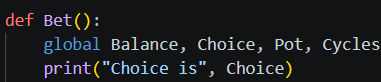 def Bet():
    global Balance, Choice, Pot, Cycles
    print("Choice is", Choice)